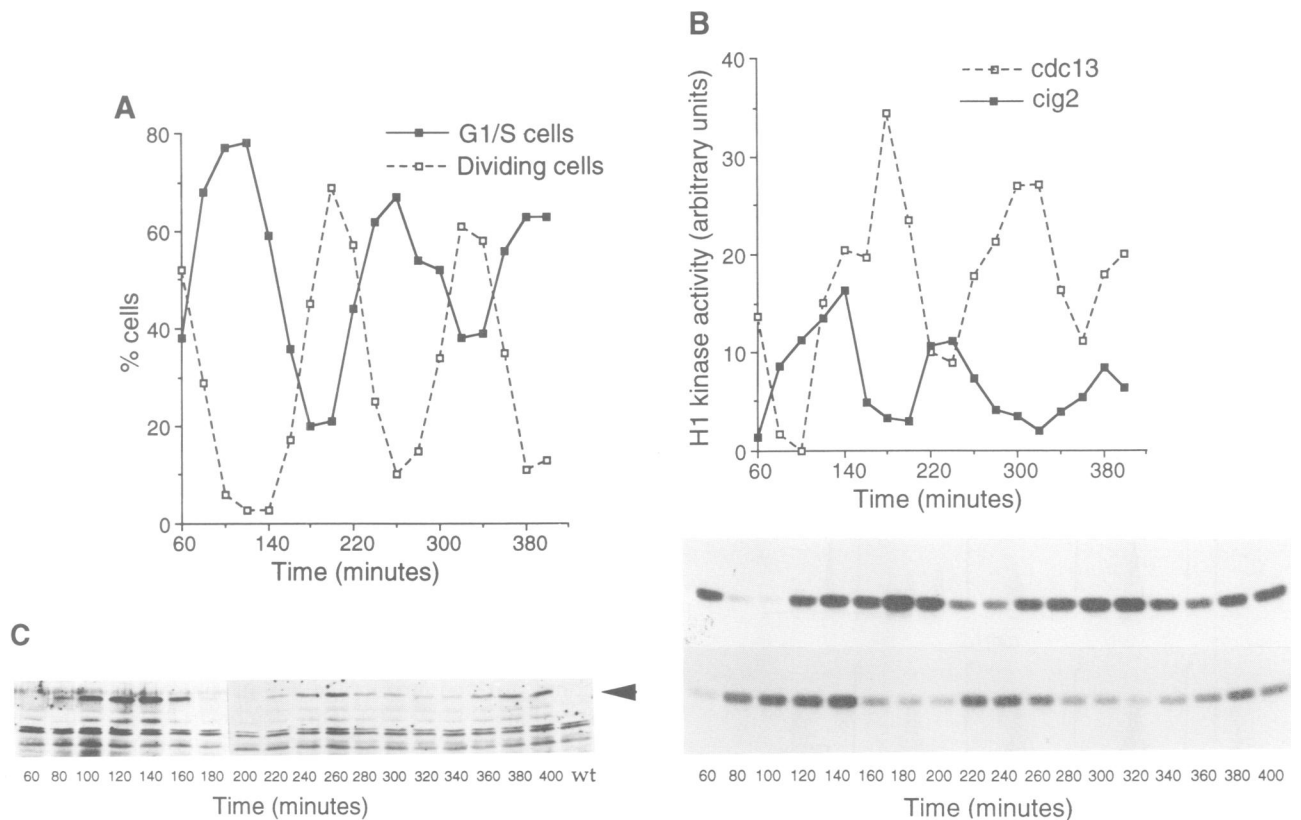 A
G1/S cells
Dividing cells
80
60
40
20
0
% cells
60 140 220 300 380
Time (minutes)
B
cdc13
cig2
40
30
20
10
0
H1 kinase activity (arbitrary units)
60 140 220 300 380
Time (minutes)
60 80 100 120 140 160 180 200 220 240 260 280 300 320 340 360 380 400
Time (minutes)
C
60 80 100 120 140 160 180 200 220 240 260 280 300 320 340 360 380 400 wt
Time (minutes)